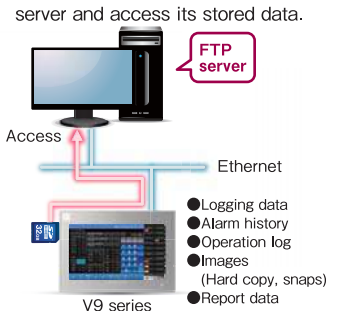 server and access its stored data.
FTP
server
Access
Ethernet
32GB
●Logging data
●Alarm history
●Operation log
●Images
(Hard copy, snaps)
●Report data
V9 series